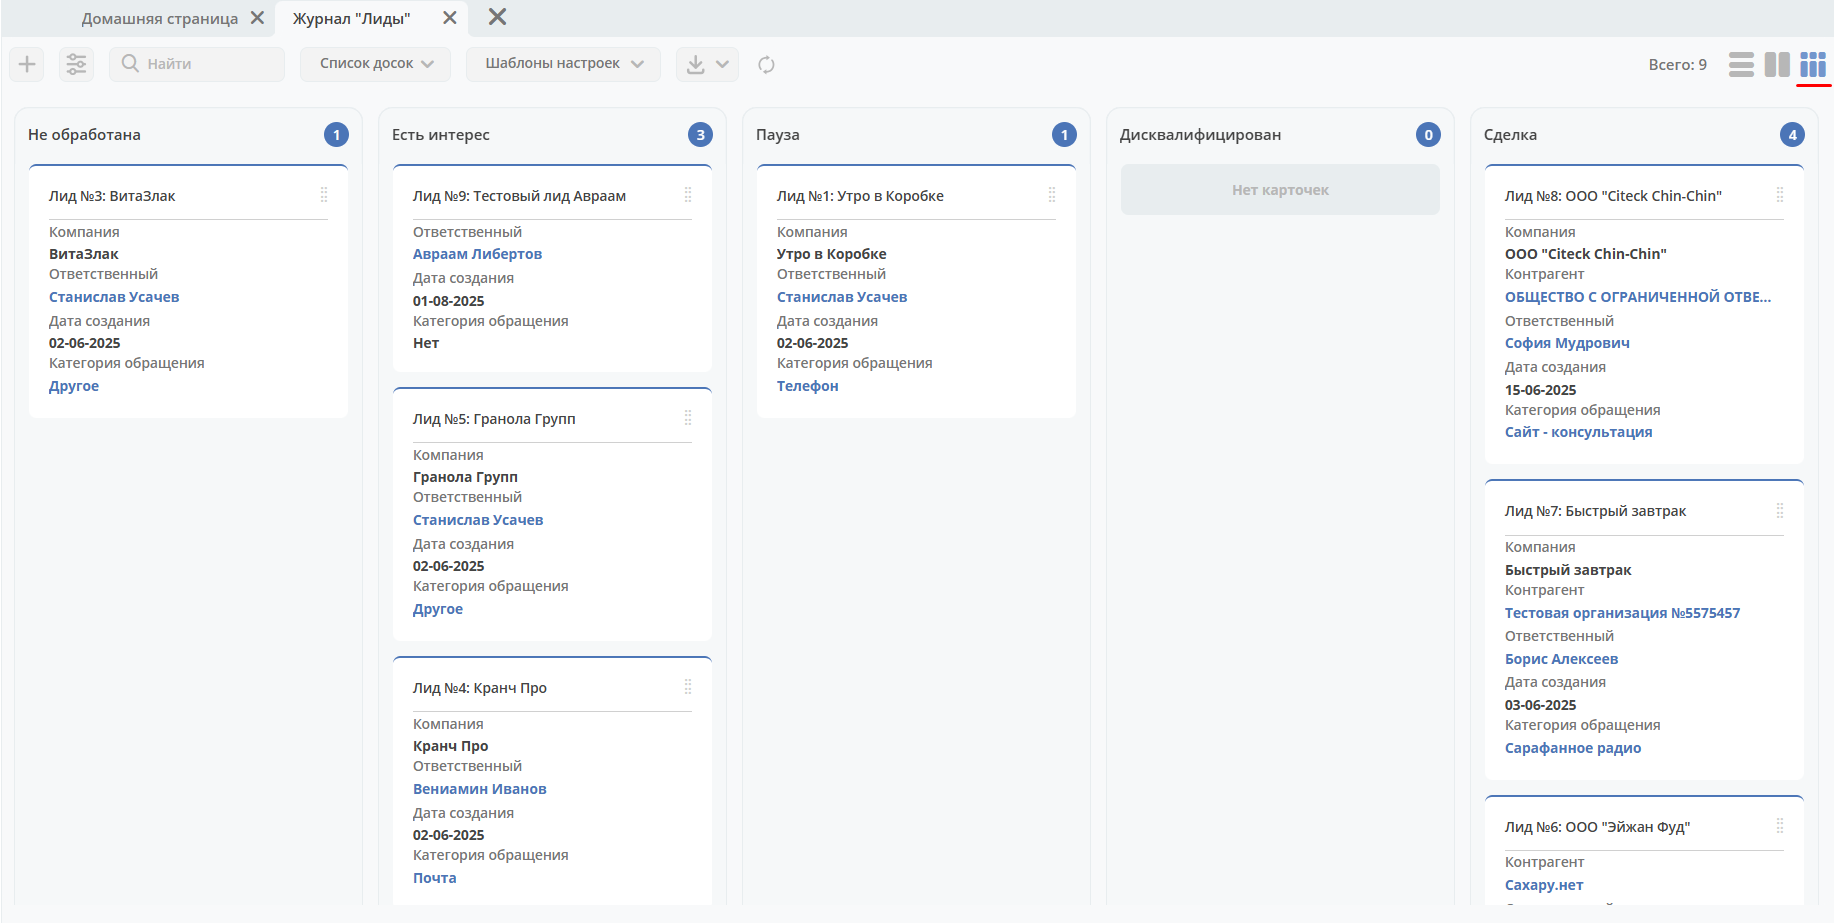 Домашняя страница
Журнал "Лиды"
Найти
Список досок
Шаблоны настроек
Всего: 9
Не обработана
1
Лид №3: ВитаЗлак
Компания
ВитаЗлак
Ответственный
Станислав Усачев
Дата создания
02-06-2025
Категория обращения
Другое
Есть интерес
3
Лид №9: Тестовый лид Авраам
Ответственный
Авраам Либертов
Дата создания
01-08-2025
Категория обращения
Нет
Лид №5: Гранола Групп
Компания
Гранола Групп
Ответственный
Станислав Усачев
Дата создания
02-06-2025
Категория обращения
Другое
Лид №4: Кранч Про
Компания
Кранч Про
Ответственный
Вениамин Иванов
Дата создания
02-06-2025
Категория обращения
Почта
Пауза
1
Лид №1: Утро в Коробке
Компания
Утро в Коробке
Ответственный
Станислав Усачев
Дата создания
02-06-2025
Категория обращения
Телефон
Дисквалифицирован
0
Нет карточек
Сделка
4
Лид №8: ООО "Citeck Chin-Chin"
Компания
ООО "Citeck Chin-Chin"
Контрагент
ОБЩЕСТВО С ОГРАНИЧЕННОЙ ОТВЕ...
Ответственный
София Мудрович
Дата создания
15-06-2025
Категория обращения
Сайт - консультация
Лид №7: Быстрый завтрак
Компания
Быстрый завтрак
Контрагент
Тестовая организация №5575457
Ответственный
Борис Алексеев
Дата создания
03-06-2025
Категория обращения
Сарафанное радио
Лид №6: ООО "Эйжан Фуд"
Контрагент
Сахару.нет